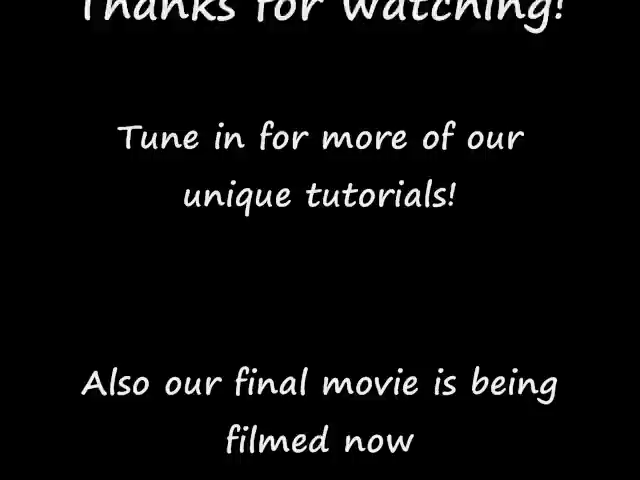 Thanks for watching!
Tune in for more of our
unique tutorials!
Also our final movie is being
filmed now